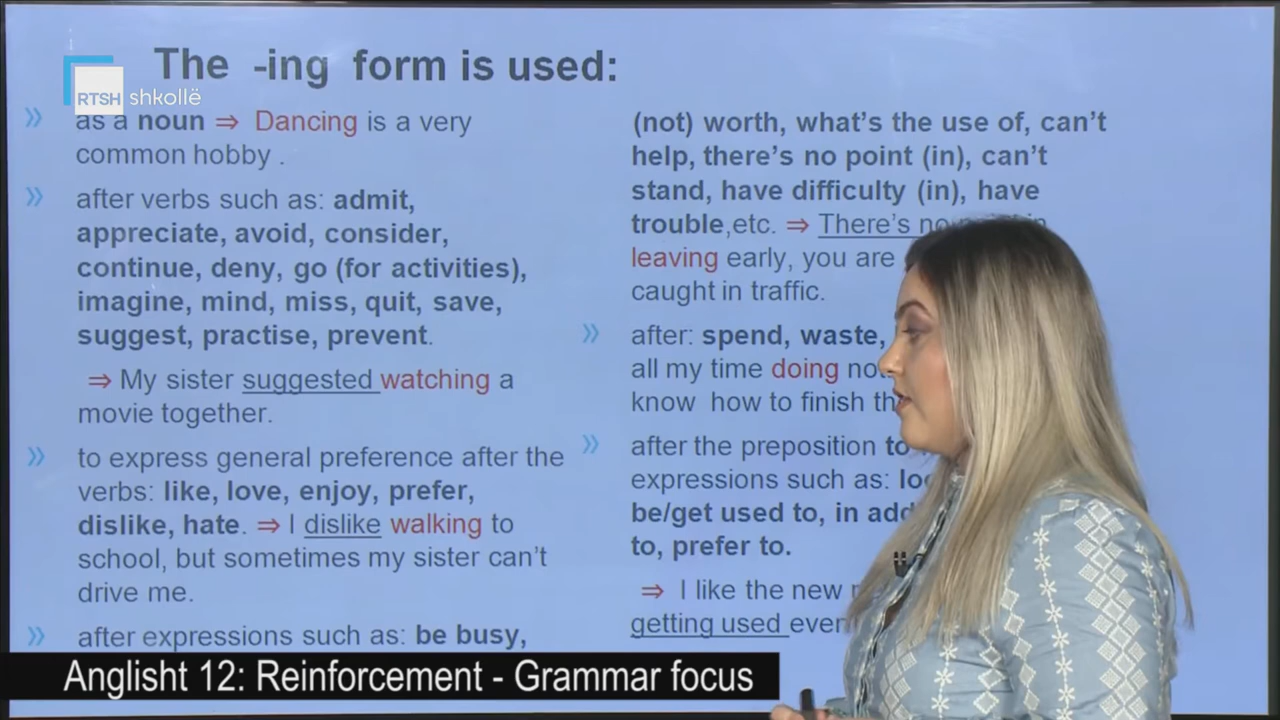 The -ing form is used:
RTSH shkollë
» as a noun ⇒ Dancing is a very
common hobby .
» after verbs such as: admit,
appreciate, avoid, consider,
continue, deny, go (for activities),
imagine, mind, miss, quit, save,
suggest, practise, prevent.
⇒ My sister suggested watching a
movie together.
» to express general preference after the
verbs: like, love, enjoy, prefer,
dislike, hate. ⇒ I dislike walking to
school, but sometimes my sister can't
drive me.
» after expressions such as: be busy,
(not) worth, what's the use of, can't
help, there's no point (in), can't
stand, have difficulty (in), have
trouble,etc. ⇒ There's no
leaving early, you are
caught in traffic.
» after: spend, waste,
all my time doing
know how to finish
» after the preposition to
expressions such as:
be/get used to, in
to, prefer to.
⇒ I like the new
getting used
Anglisht 12: Reinforcement - Grammar focus